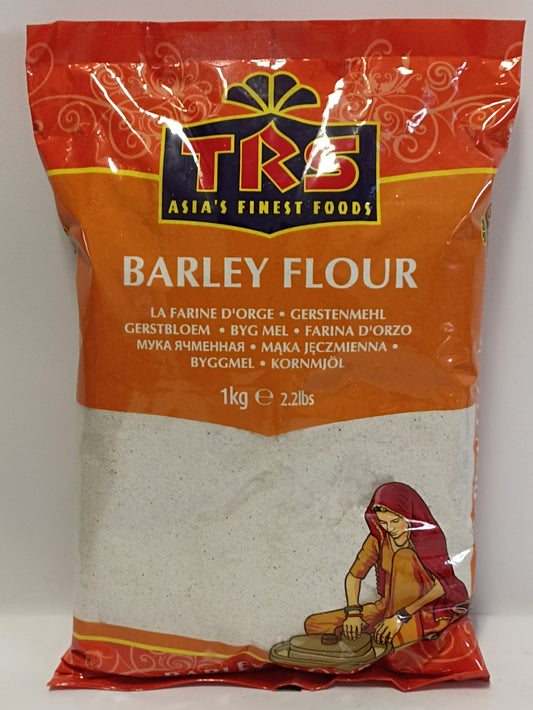 TRS
ASIA'S FINEST FOODS
BARLEY FLOUR
LA FARINE D'ORGE • GERSTENMEHL
GERSTBLOEM • BYG MEL • FARINA D'ORZO
МУКА ЯЧМЕННАЯ • MĄKA JĘCZMIENNA •
BYGGMEL • KORNMJÖL
1kg ℮ 2.2lbs